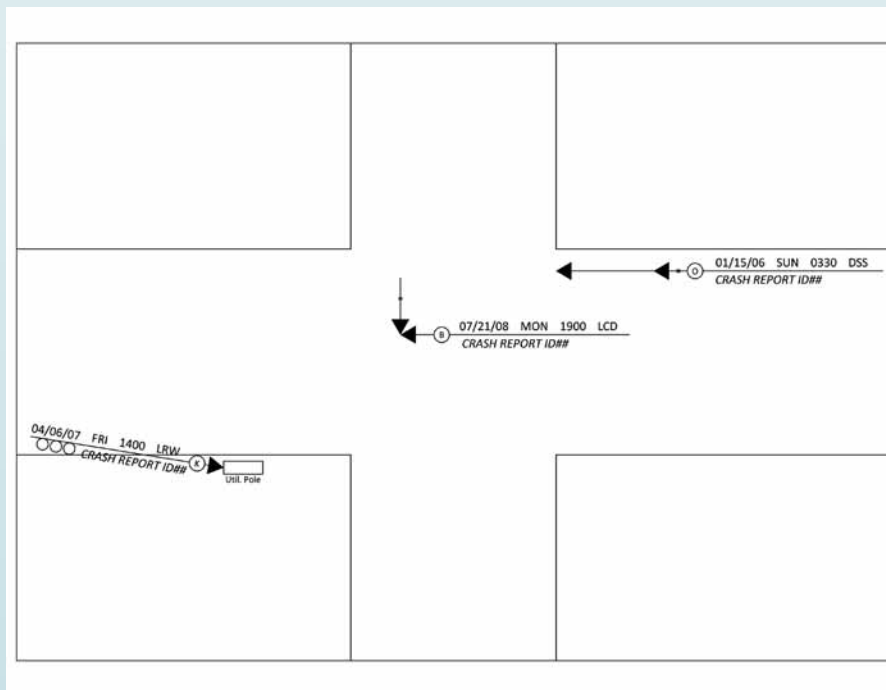 01/15/06 SUN 0330 DSS
O
CRASH REPORT ID##
07/21/08 MON 1900 LCD
B
CRASH REPORT ID##
04/06/07 FRI 1400 LRW
CRASH REPORT ID##
K
Util. Pole